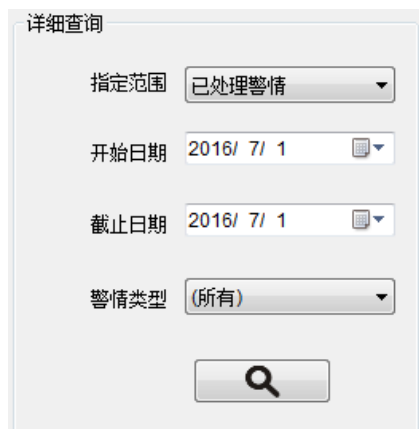 详细查询
指定范围 已处理警情
开始日期 2016/ 7/ 1
截止日期 2016/ 7/ 1
警情类型 (所有)